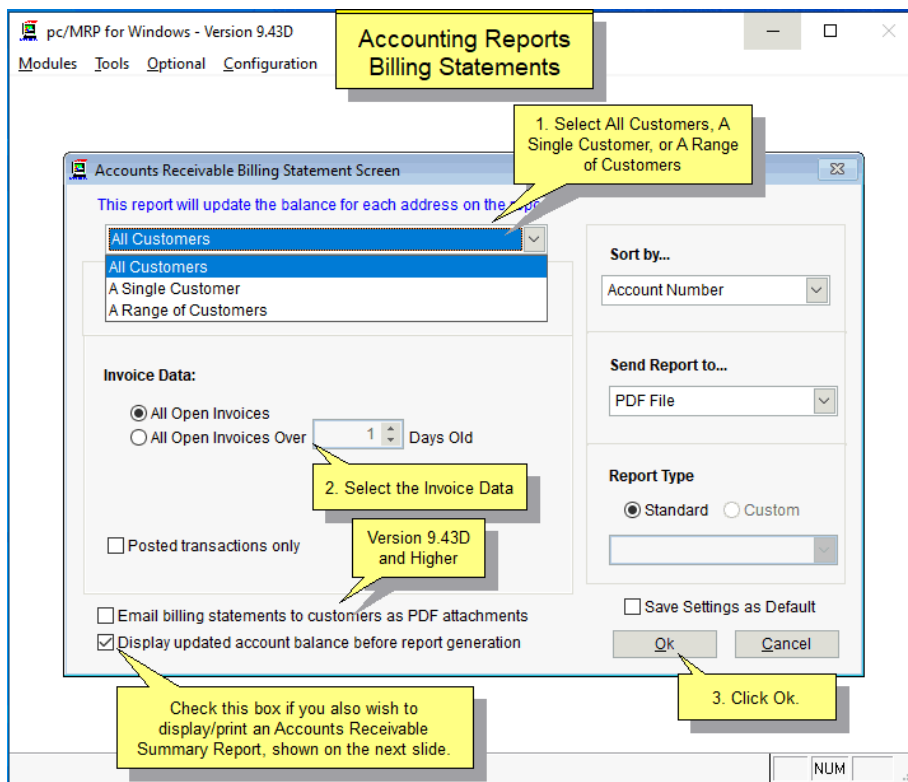 pc/MRP for Windows - Version 9.43D
Modules Tools Optional Configuration
Accounting Reports
Billing Statements
1. Select All Customers, A
Single Customer, or A Range
of Customers
Accounts Receivable Billing Statement Screen
This report will update the balance for each address on the repo
All Customers
All Customers
A Single Customer
A Range of Customers
Sort by...
Account Number
Send Report to...
PDF File
Invoice Data:
All Open Invoices
All Open Invoices Over 1 Days Old
2. Select the Invoice Data
Report Type
Standard Custom
Version 9.43D
and Higher
Posted transactions only
Email billing statements to customers as PDF attachments
Display updated account balance before report generation
Save Settings as Default
Ok Cancel
3. Click Ok.
Check this box if you also wish to
display/print an Accounts Receivable
Summary Report, shown on the next slide.
NUM